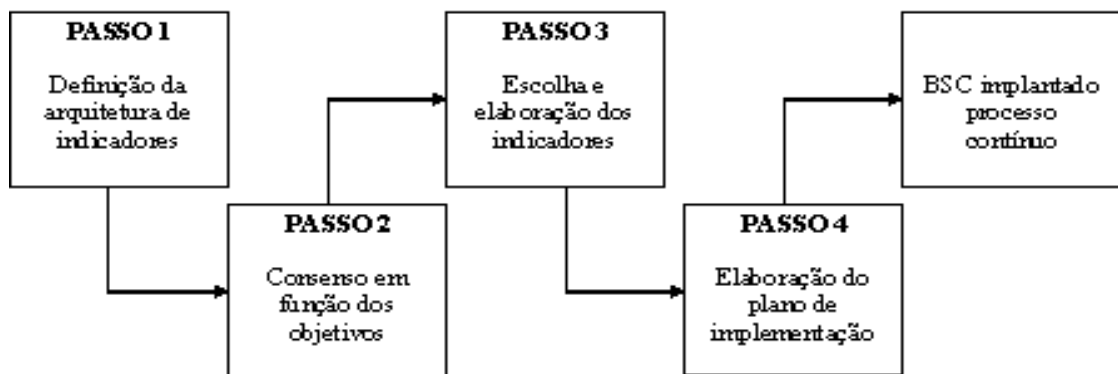 PASSO 1
Definição da
arquitetura de
indicadores
PASSO 2
Consenso em
função dos
objetivos
PASSO 3
Escolha e
elaboração dos
indicadores
PASSO 4
Elaboração do
plano de
implementação
BSC implantado
processo
contínuo